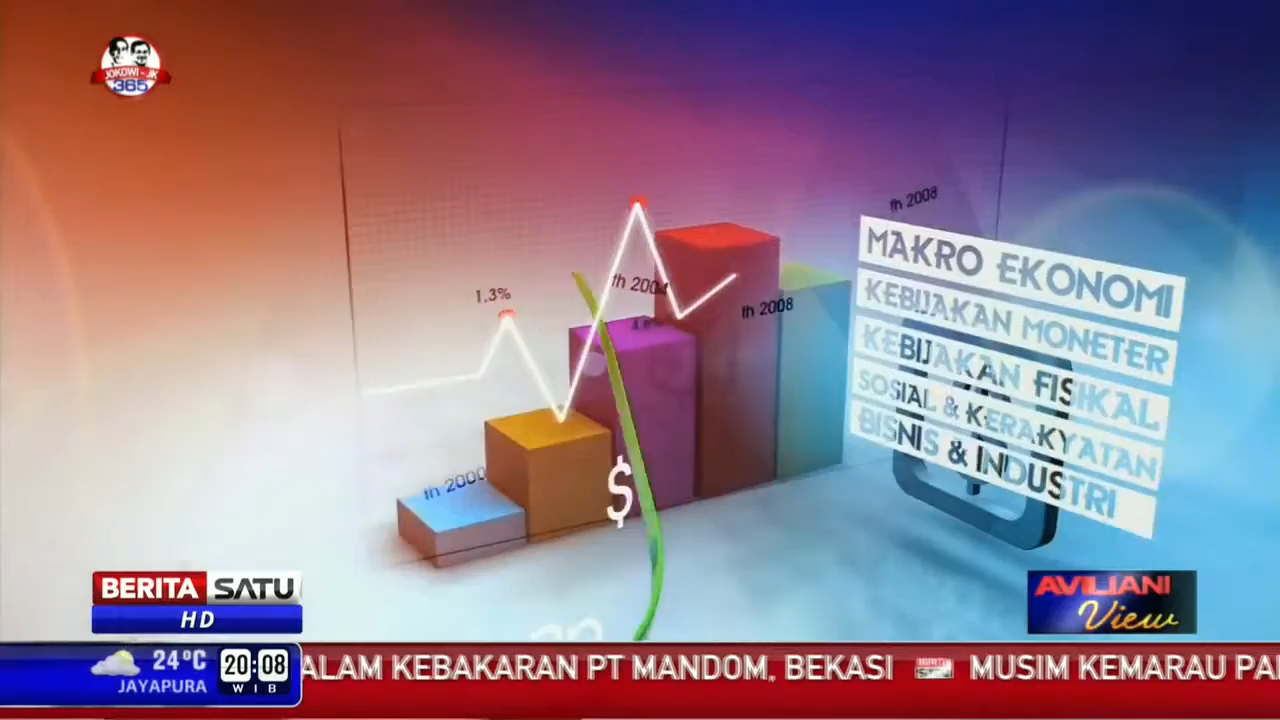 JOKOWI - JK
365
th 2008
MAKRO EKONOMI
KEBIJAKAN MONETER
KEBIJAKAN FISIKAL
SOSIAL & KERAKYATAN
BISNIS & INDUSTRI
1.3%
th 2004
th 2008
th 2000
$
BERITA SATU
HD
AVILIANI
View
24°C
JAYAPURA
20:08
WIB
ALAM KEBAKARAN PT MANDOM, BEKASI
MUSIM KEMARAU PA